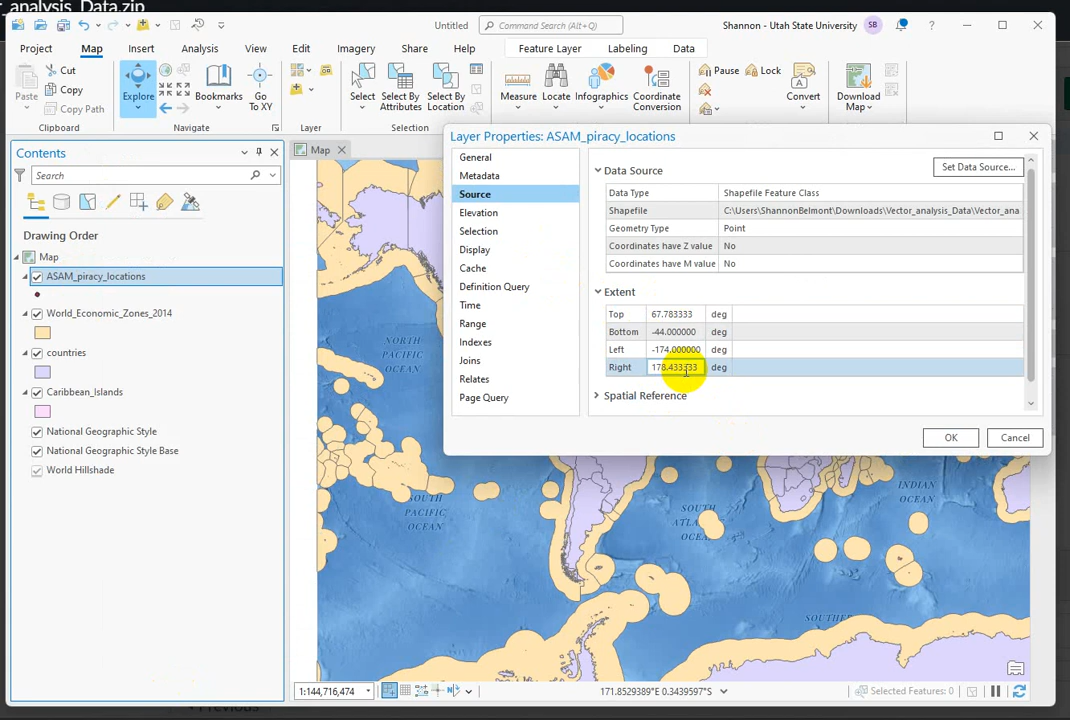 _analysis_Data.zip
Untitled
Command Search (Alt+Q)
Shannon - Utah State University
SB
?
Project
Map
Insert
Analysis
View
Edit
Imagery
Share
Help
Feature Layer
Labeling
Data
Paste
Cut
Copy
Copy Path
Explore
Bookmarks
Go
To XY
Select
Select By
Attributes
Select By
Location
Measure
Locate
Infographics
Coordinate
Conversion
Pause
Lock
Convert
Download
Map
Clipboard
Navigate
Layer
Selection
Contents
Search
Drawing Order
Map
ASAM_piracy_locations
World_Economic_Zones_2014
countries
Caribbean_Islands
National Geographic Style
National Geographic Style Base
World Hillshade
Map
Layer Properties: ASAM_piracy_locations
General
Metadata
Source
Elevation
Selection
Display
Cache
Definition Query
Time
Range
Indexes
Joins
Relates
Page Query
Data Source
Set Data Source...
Data Type Shapefile Feature Class
Shapefile C:\Users\ShannonBelmont\Downloads\Vector_analysis_Data\Vector_ana
Geometry Type Point
Coordinates have Z value No
Coordinates have M value No
Extent
Top 67.783333 deg
Bottom -44.000000 deg
Left -174.000000 deg
Right 178.433333 deg
Spatial Reference
OK
Cancel
NORTH
PACIFIC
OCEAN
SOUTH
PACIFIC
OCEAN
SOUTH
INDIAN
OCEAN
1:144,716,474
171.8529389°E 0.3439597°S
Selected Features: 0
Previous